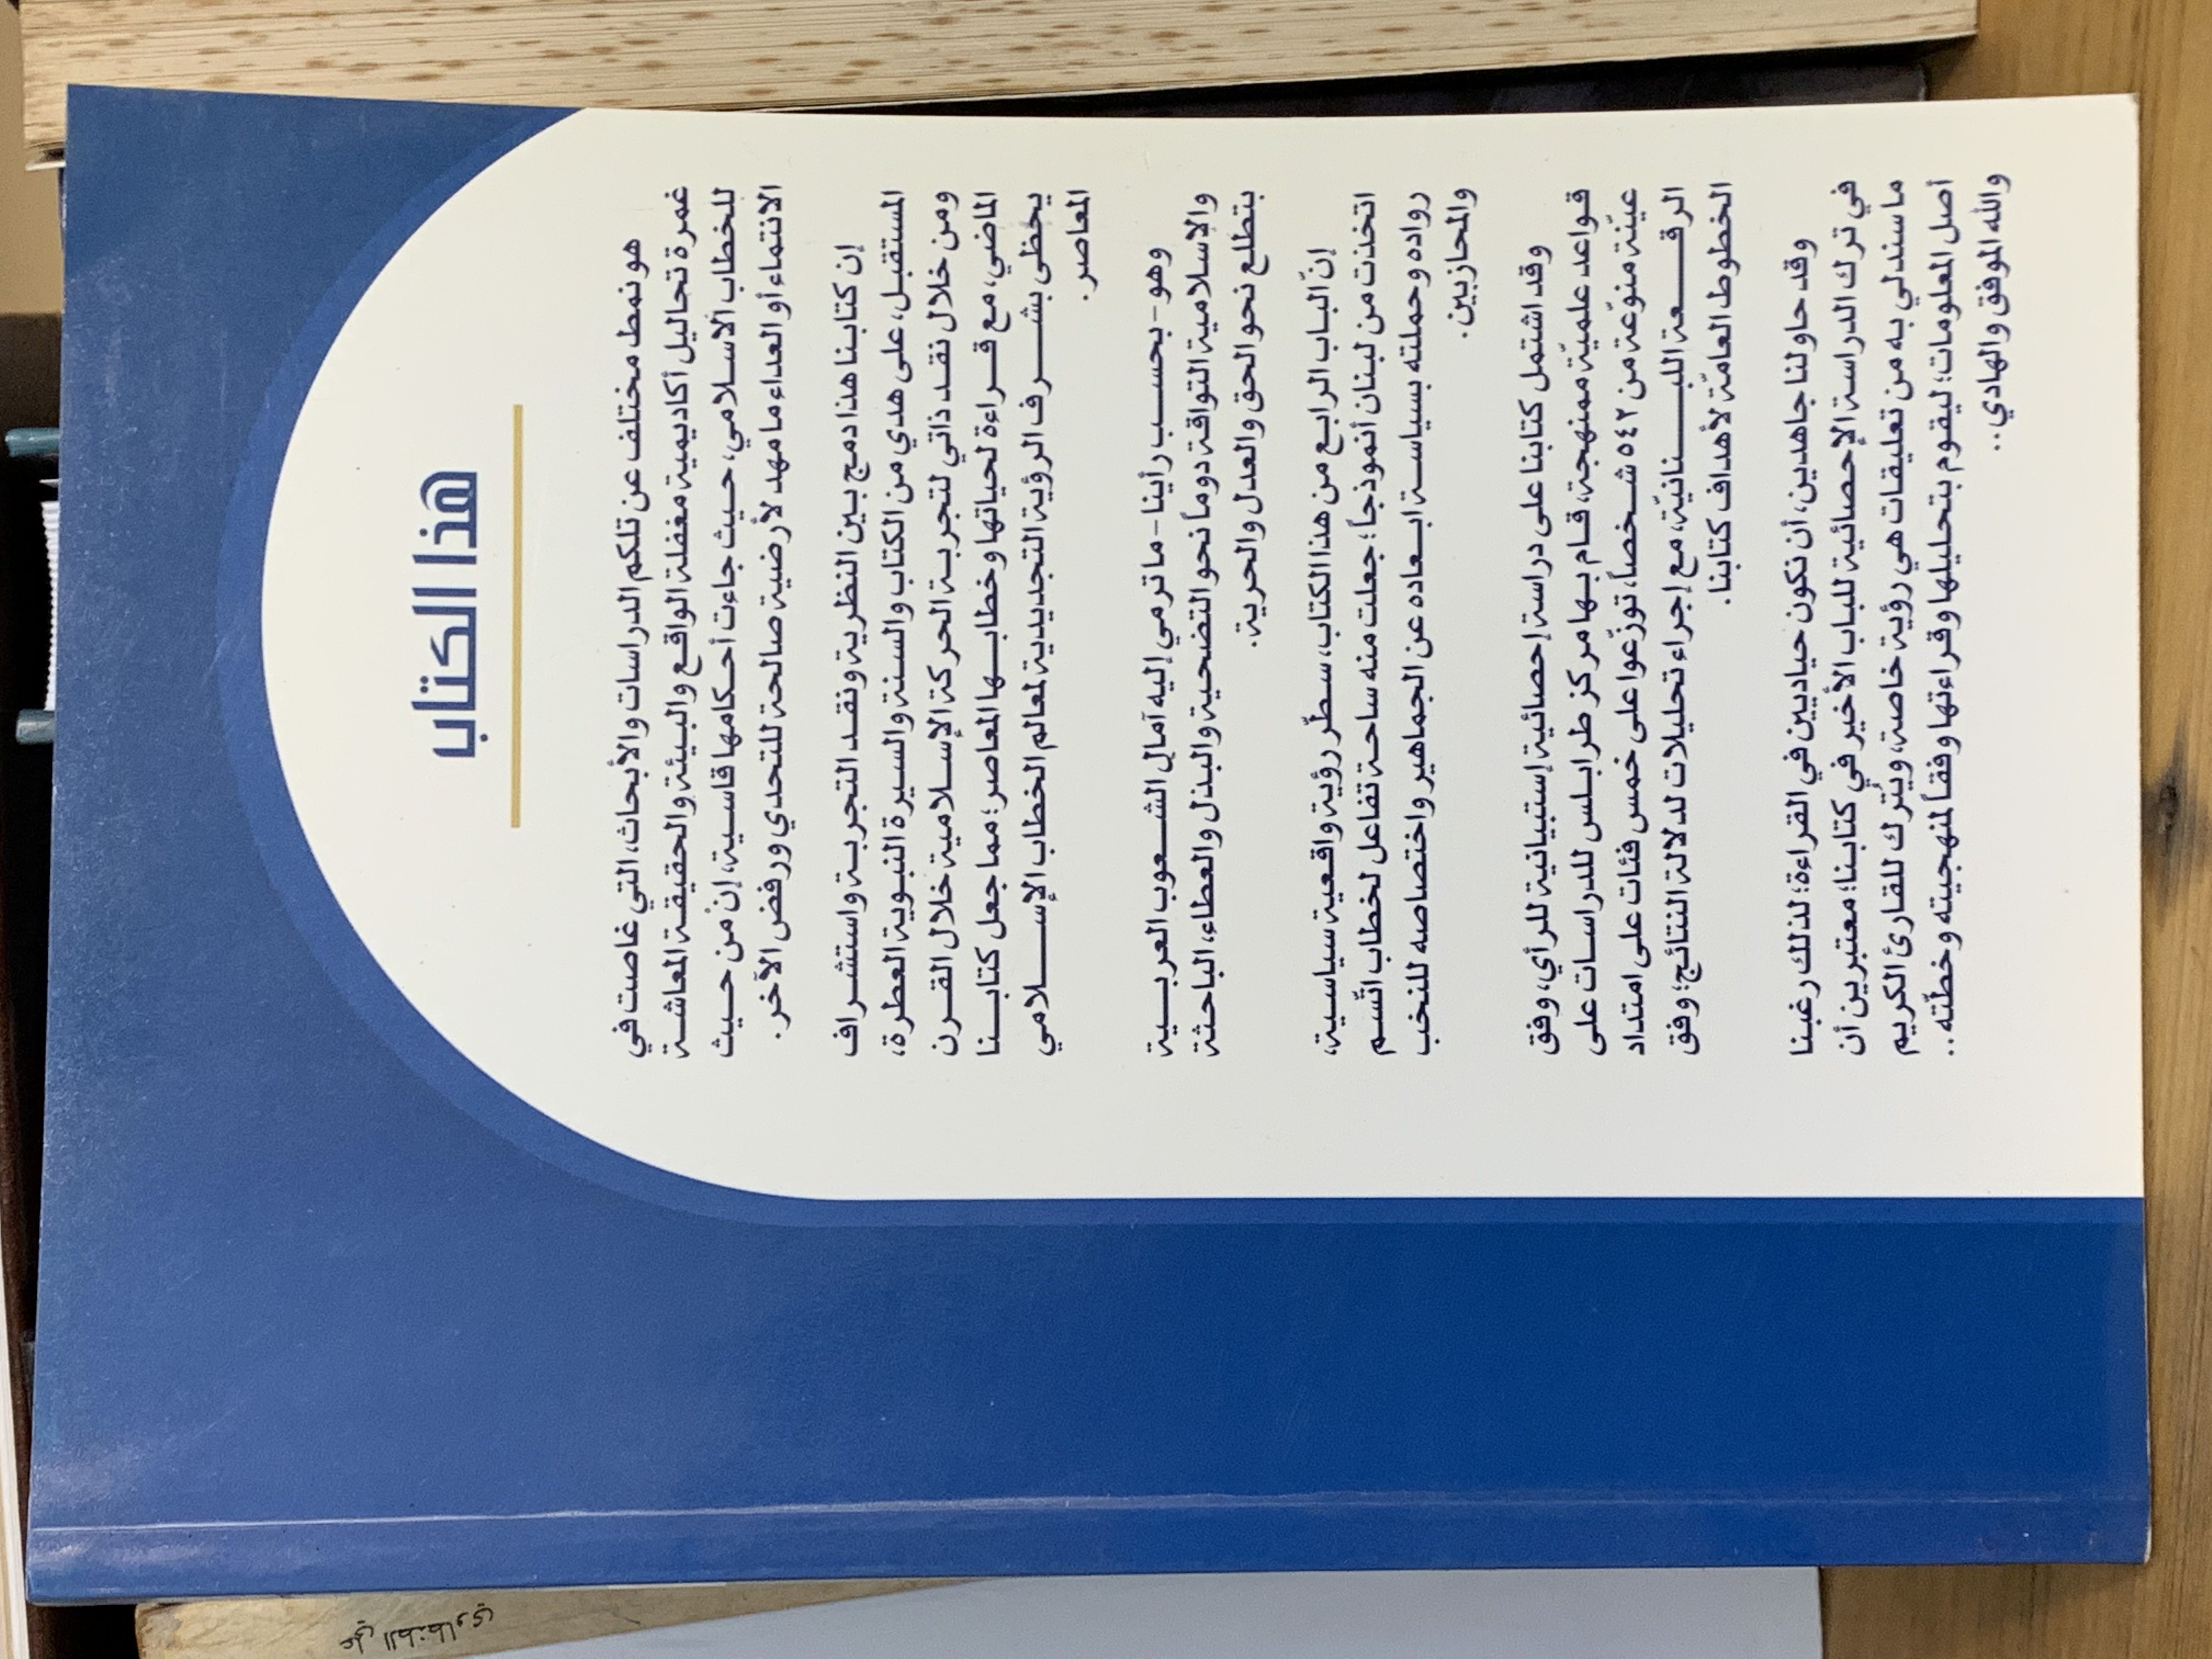 هذا الكتاب
هو نمط مختلف عن تلكم الدراسات والأبحاث، التي غاصت في
غمرة تحاليل أكاديمية مغفلة الواقع والبيئة والحقيقة المعاشة
للخطاب الاسلامي، حيث جاءت أحكامها قاسية، إنْ من حيث
الانتماء أو العداء ما مهد لأرضية صالحة للتحدي ورفض الآخر.
إن كتابنا هذا دمج بين النظرية ونقد التجربة واستشراف
المستقبل، على هدي من الكتاب والسنة والسيرة النبوية العطرة،
ومن خلال نقد ذاتي لتجربة الحركة الإسلامية خلال القرن
الماضي، مع قراءة لحياتها وخطابها المعاصر؛ مما جعل كتابنا
يحظى بشرف الرؤية التجديدية لمعالم الخطاب الإسلامي
المعاصر.
وهو - بحسب رأينا - ما ترمي إليه آمال الشعوب العربية
والإسلامية التواقة دوماً نحو التضحية والبذل والعطاء، الباحثة
بتطلع نحو الحق والعدل والحرية.
إنّ الباب الرابع من هذا الكتاب، سطّر رؤية واقعية سياسية،
اتخذت من لبنان أنموذجاً؛ جعلت منه ساحة تفاعل لخطاب اتّسم
رواده وحملته بسياسة ابعاده عن الجماهير واختصاصه للنخب
والمحازبين.
وقد اشتمل كتابنا على دراسة إحصائية إستبيانية للرأي، وفق
قواعد علميّة ممنهجة، قام بها مركز طرابلس للدراسات على
عيّنة منوّعة من ٥٤٢ شخصاً، توزّعوا على خمس فئات على امتداد
الرقعة اللبنانيّة، مع إجراء تحليلات لدلالة النتائج؛ وفق
الخطوط العامّة لأهداف كتابنا.
وقد حاولنا جاهدين، أن نكون حياديين في القراءة؛ لذلك رغبنا
في ترك الدراسة الإحصائية للباب الأخير في كتابنا؛ معتبرين أن
ما سندلي به من تعليقات هي رؤية خاصة، ويُترك للقارئ الكريم
أصل المعلومات؛ ليقوم بتحليلها وقراءتها وفقاً لمنهجيته وخطّته..
والله الموفق والهادي..
علي الطنطاوي